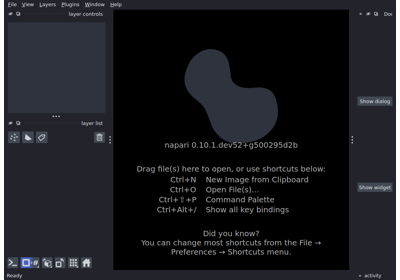 File View Layers Plugins Window Help
layer controls
layer list
napari 0.10.1.dev52+g500295d2b
Drag file(s) here to open, or use shortcuts below:
Ctrl+N New Image from Clipboard
Ctrl+O Open File(s)...
Ctrl+⇧+P Command Palette
Ctrl+Alt+/ Show all key bindings
Did you know?
You can change most shortcuts from the File →
Preferences → Shortcuts menu.
Show dialog
Show widget
Ready
activity